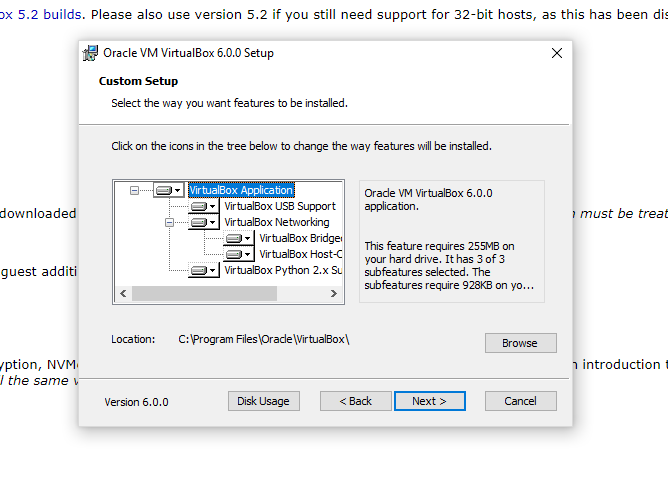 ox 5.2 builds. Please also use version 5.2 if you still need support for 32-bit hosts, as this has been dis
Oracle VM VirtualBox 6.0.0 Setup
Custom Setup
Select the way you want features to be installed.
Click on the icons in the tree below to change the way features will be installed.
VirtualBox Application
VirtualBox USB Support
VirtualBox Networking
VirtualBox Bridge
VirtualBox Host-C
VirtualBox Python 2.x Su
Oracle VM VirtualBox 6.0.0
application.
This feature requires 255MB on
your hard drive. It has 3 of 3
subfeatures selected. The
subfeatures require 928KB on yo...
downloaded
must be treat
guest additi
Location: C:\Program Files\Oracle\VirtualBox\
Browse
yption, NVM
introduction t
l the same
Version 6.0.0
Disk Usage
< Back
Next >
Cancel